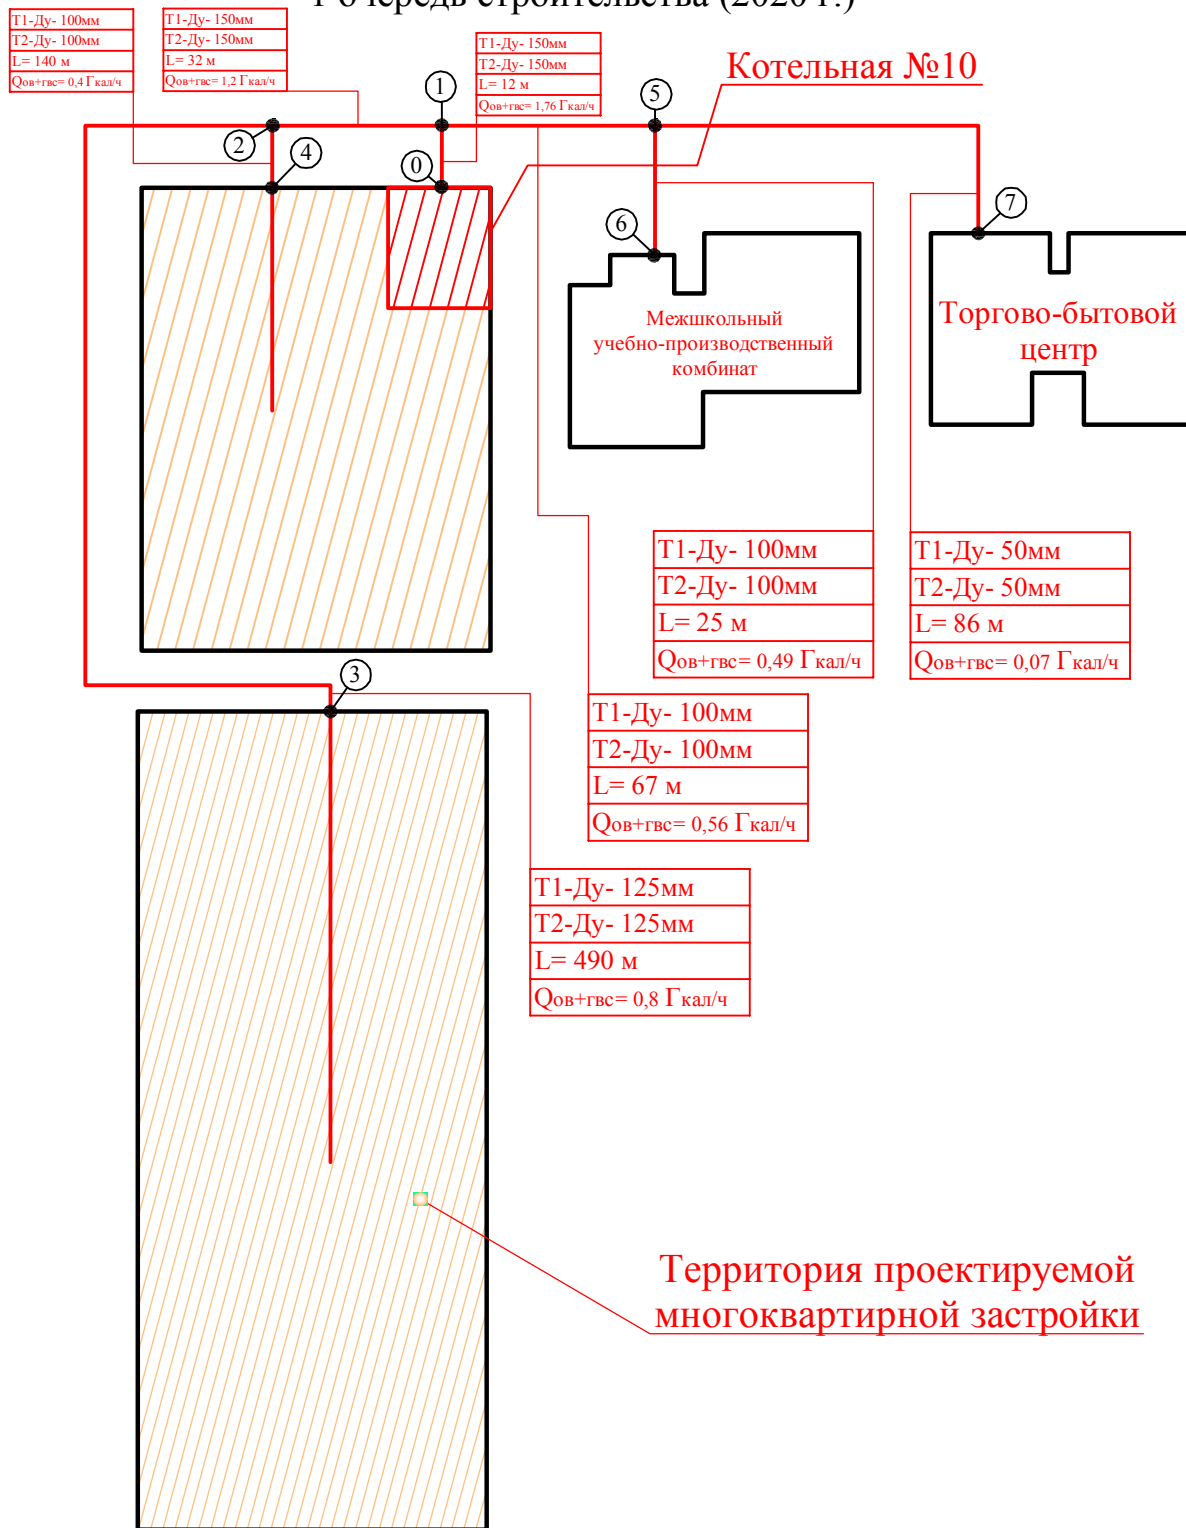 1 очередь строительства (2020 г.)
Т1-Ду- 100мм
Т2-Ду- 100мм
L= 140 м
Qов+гвс= 0,4 Гкал/ч
Т1-Ду- 150мм
Т2-Ду- 150мм
L= 32 м
Qов+гвс= 1,2 Гкал/ч
Т1-Ду- 150мм
Т2-Ду- 150мм
L= 12 м
Qов+гвс= 1,76 Гкал/ч
Котельная №10
1
5
2
4
0
7
6
Межшкольный
учебно-производственный
комбинат
Торгово-бытовой
центр
Т1-Ду- 100мм
Т2-Ду- 100мм
L= 25 м
Qов+гвс= 0,49 Гкал/ч
Т1-Ду- 50мм
Т2-Ду- 50мм
L= 86 м
Qов+гвс= 0,07 Гкал/ч
3
Т1-Ду- 100мм
Т2-Ду- 100мм
L= 67 м
Qов+гвс= 0,56 Гкал/ч
Т1-Ду- 125мм
Т2-Ду- 125мм
L= 490 м
Qов+гвс= 0,8 Гкал/ч
Территория проектируемой
многоквартирной застройки